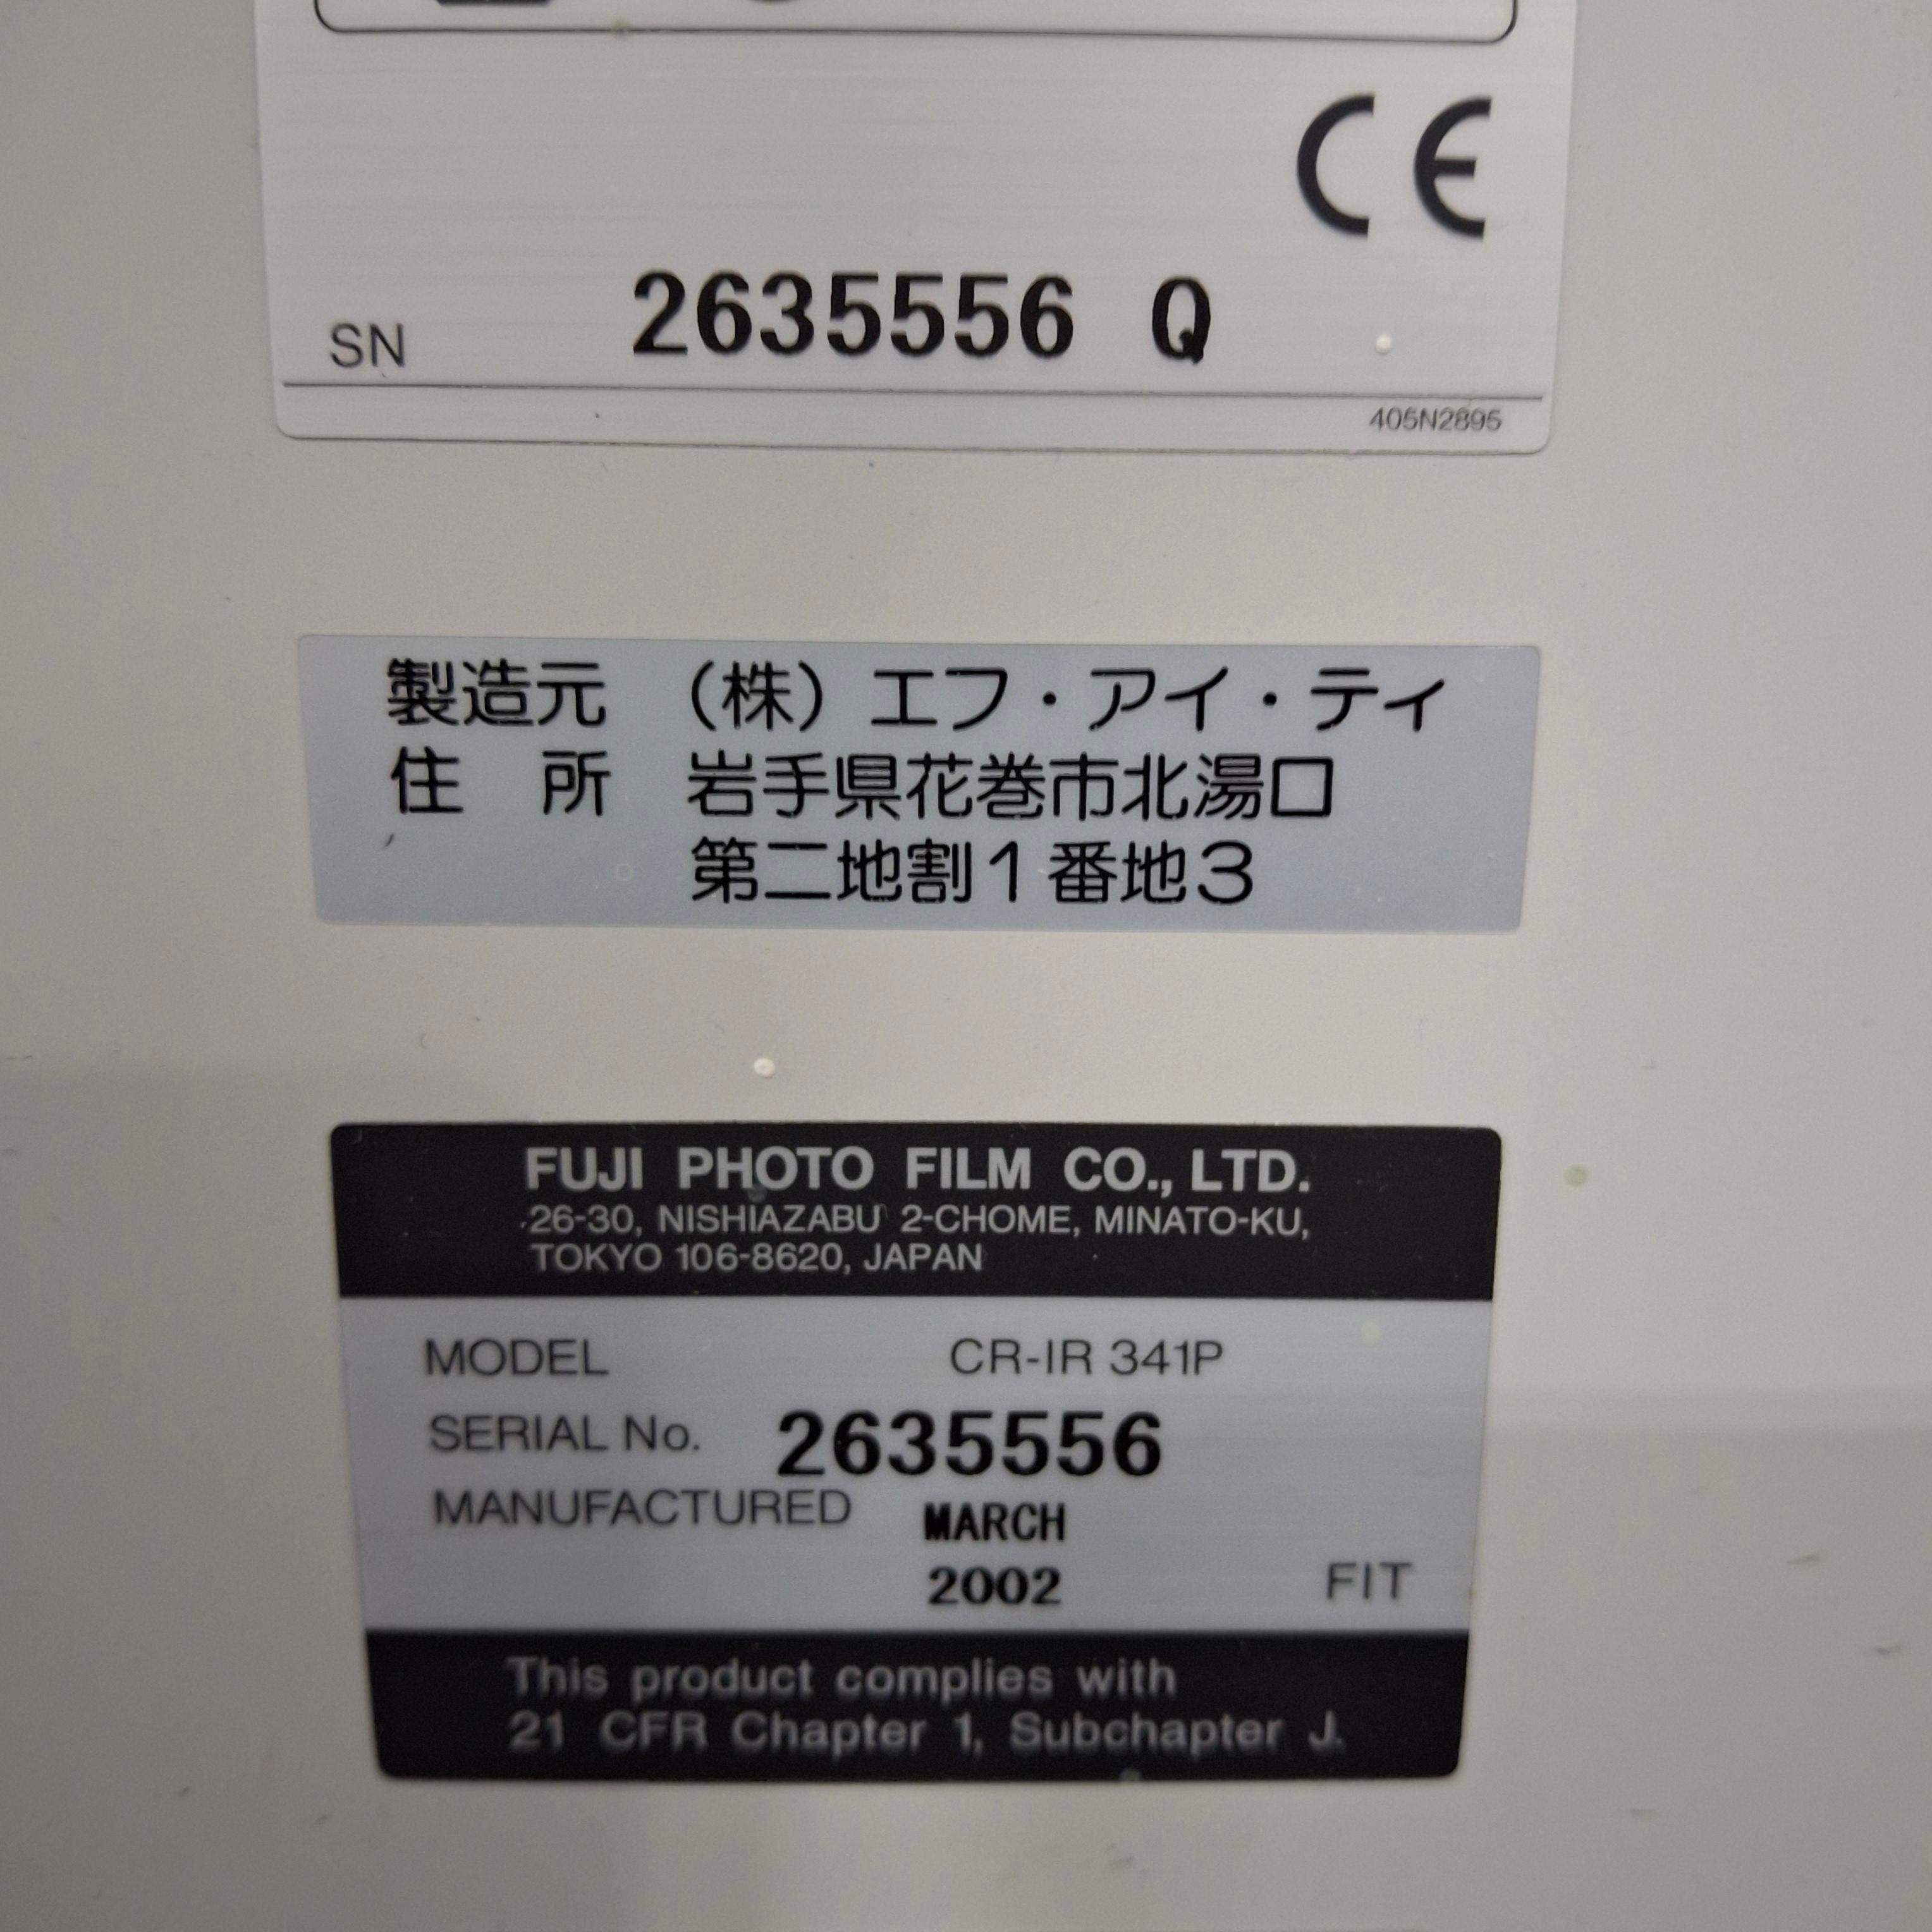 CE
SN 2635556 Q
405N2895
製造元 （株）エフ・アイ・ティ
住 所 岩手県花巻市北湯口
第二地割1番地3
FUJI PHOTO FILM CO., LTD.
26-30, NISHIAZABU 2-CHOME, MINATO-KU,
TOKYO 106-8620, JAPAN
MODEL CR-IR 341P
SERIAL No. 2635556
MANUFACTURED MARCH
2002 FIT
This product complies with
21 CFR Chapter 1, Subchapter J.